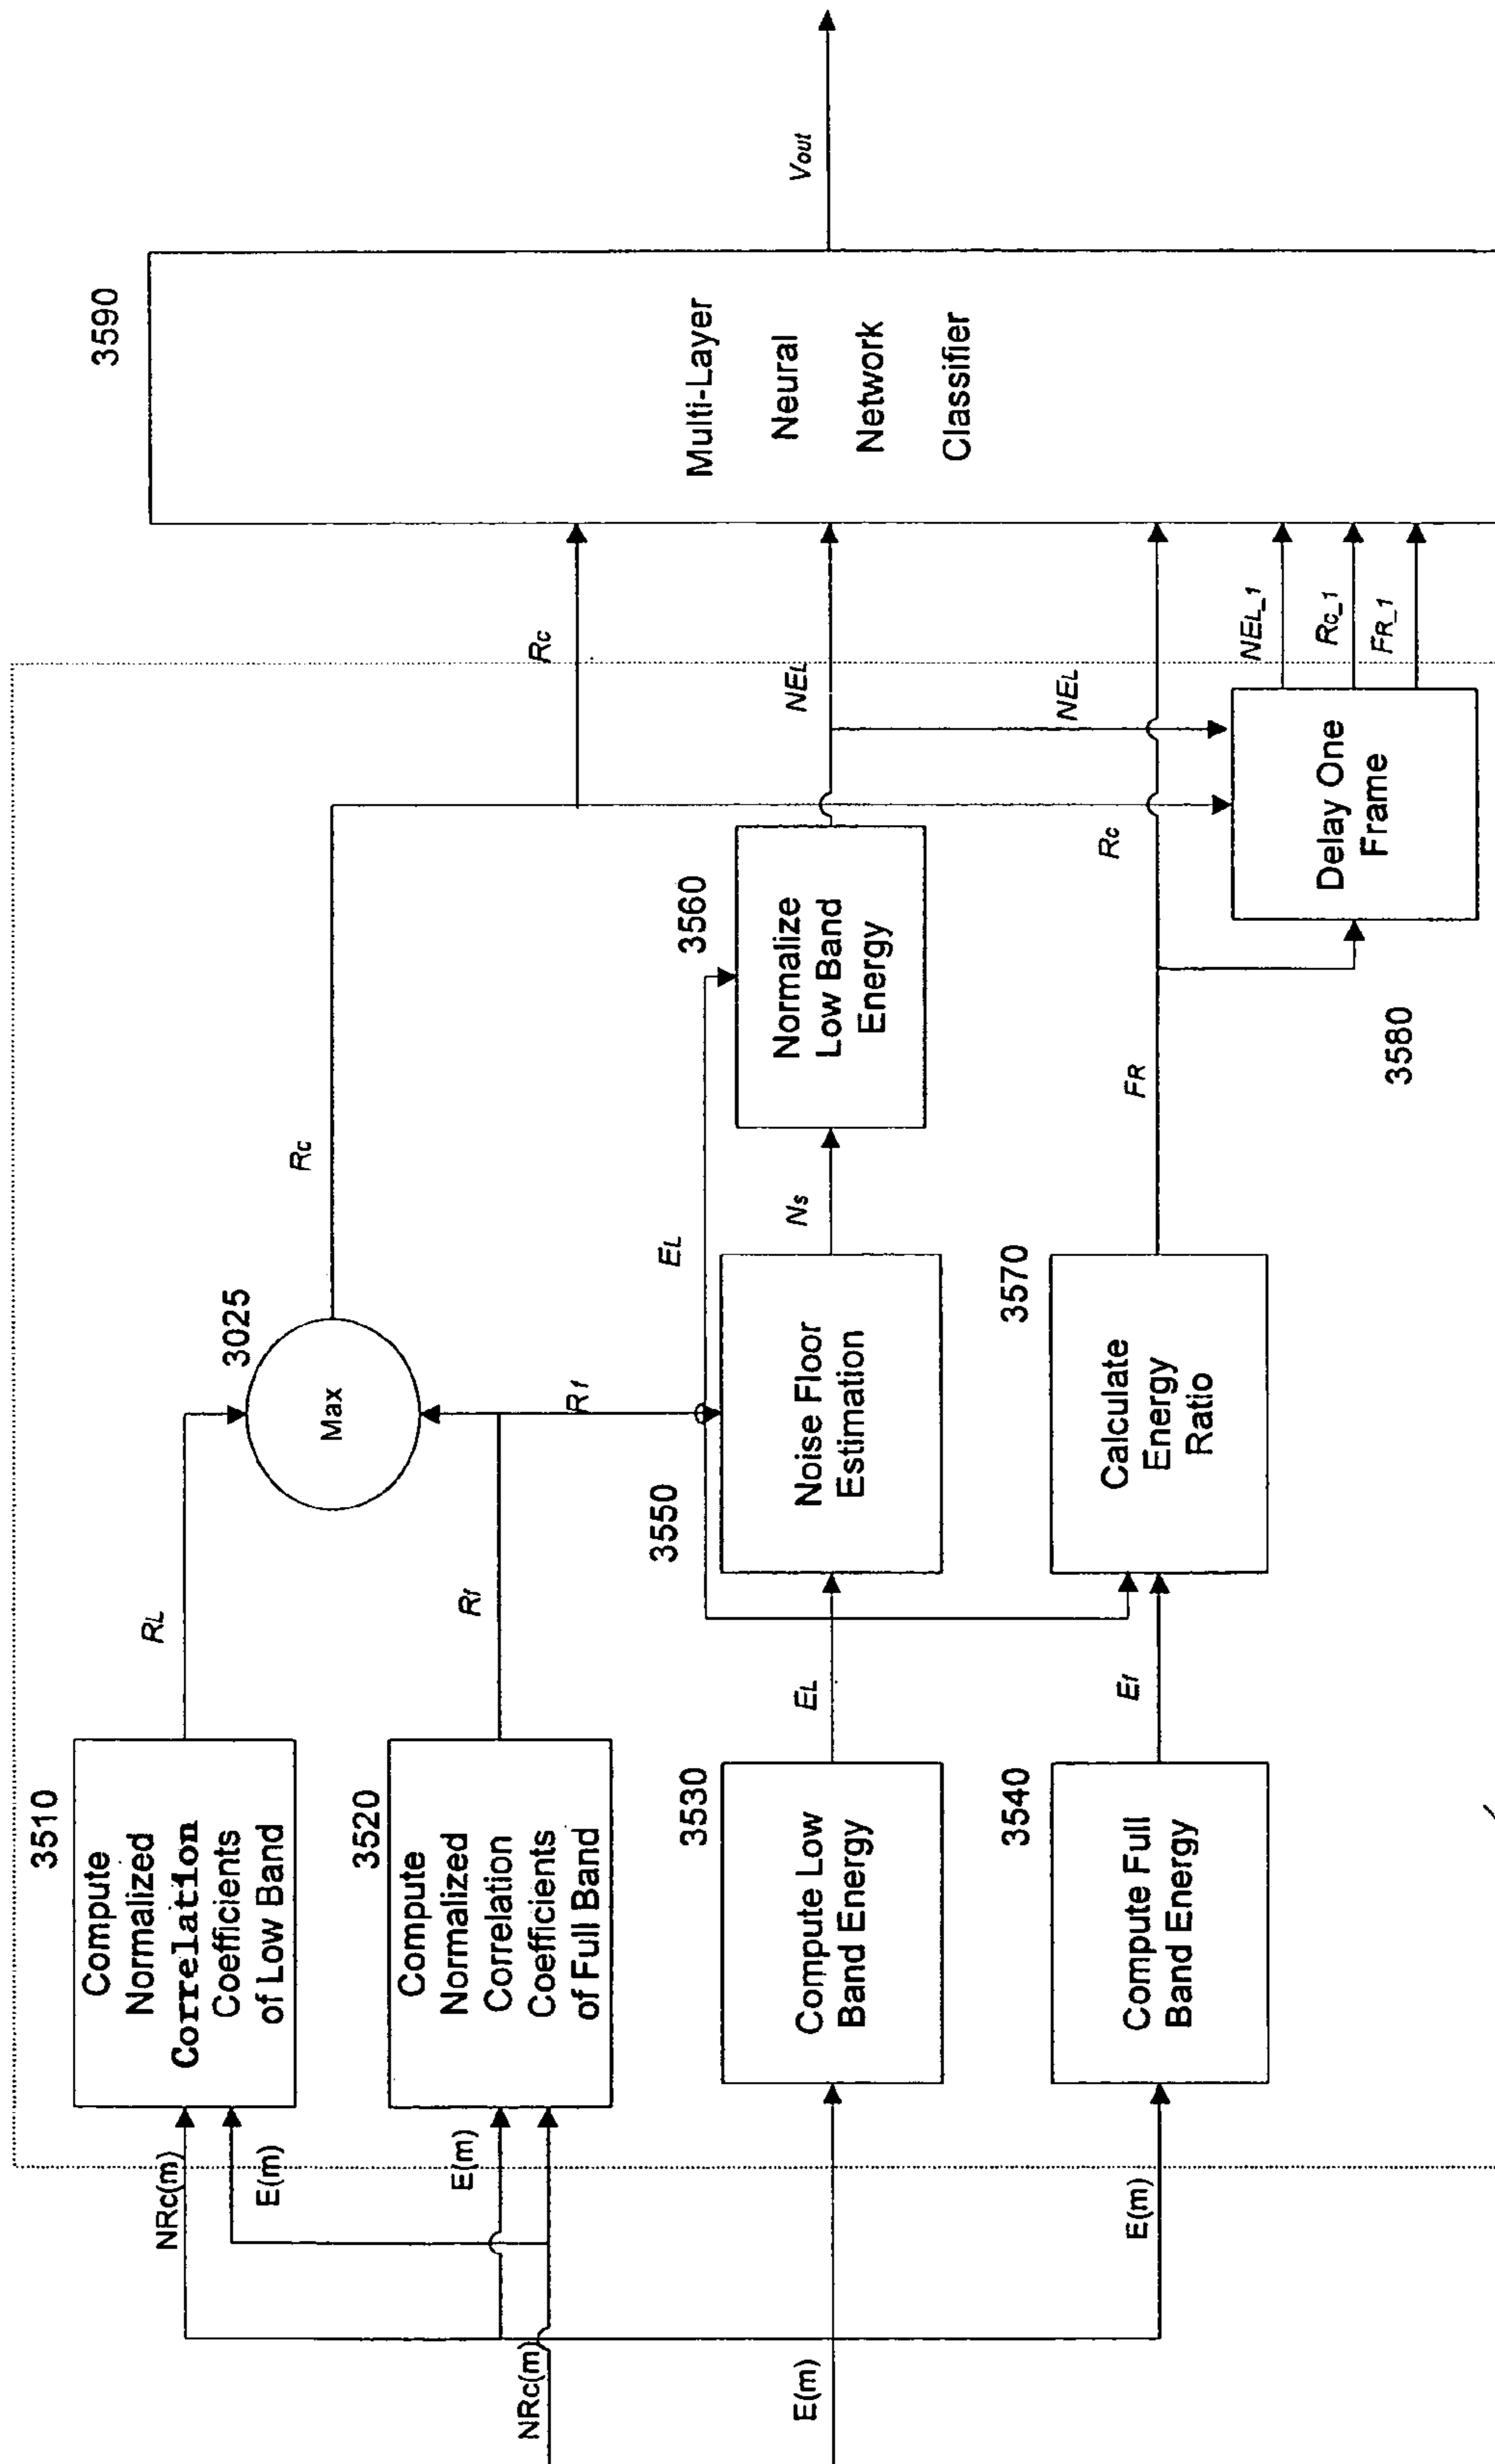 3510
Compute
Normalized
Correlation
Coefficients
of Low Band
3520
Compute
Normalized
Correlation
Coefficients
of Full Band
3530
Compute Low
Band Energy
3540
Compute Full
Band Energy
NRc(m)
E(m)
E(m)
NRc(m)
E(m)
E(m)
RL
Rf
EL
Ef
3025
Max
Rf
3550
Noise Floor
Estimation
3570
Calculate
Energy
Ratio
EL
Ns
Rc
3560
Normalize
Low Band
Energy
FR
3580
Delay One
Frame
Rc
NEL
NEL
Rc
NEL_1
Rc_1
FR_1
3590
Multi-Layer
Neural
Network
Classifier
Vout